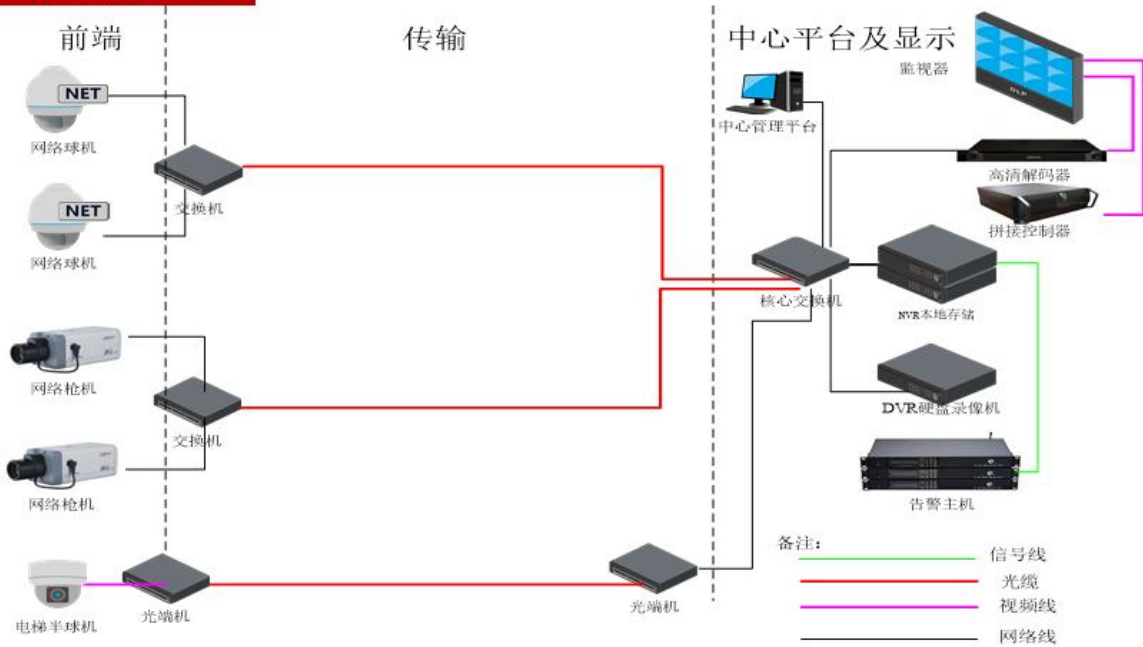 前端
传输
中心平台及显示
监视器
NET
网络球机
中心管理平台
DLP
高清解码器
交换机
NET
网络球机
拼接控制器
核心交换机
NVR本地存储
网络枪机
交换机
DVR硬盘录像机
网络枪机
告警主机
备注：
信号线
光缆
视频线
网络线
电梯半球机
光端机
光端机